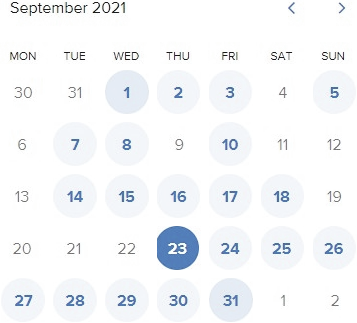 September 2021
MON TUE WED THU FRI SAT SUN
30 31 1 2 3 4 5
6 7 8 9 10 11 12
13 14 15 16 17 18 19
20 21 22 23 24 25 26
27 28 29 30 31 1 2